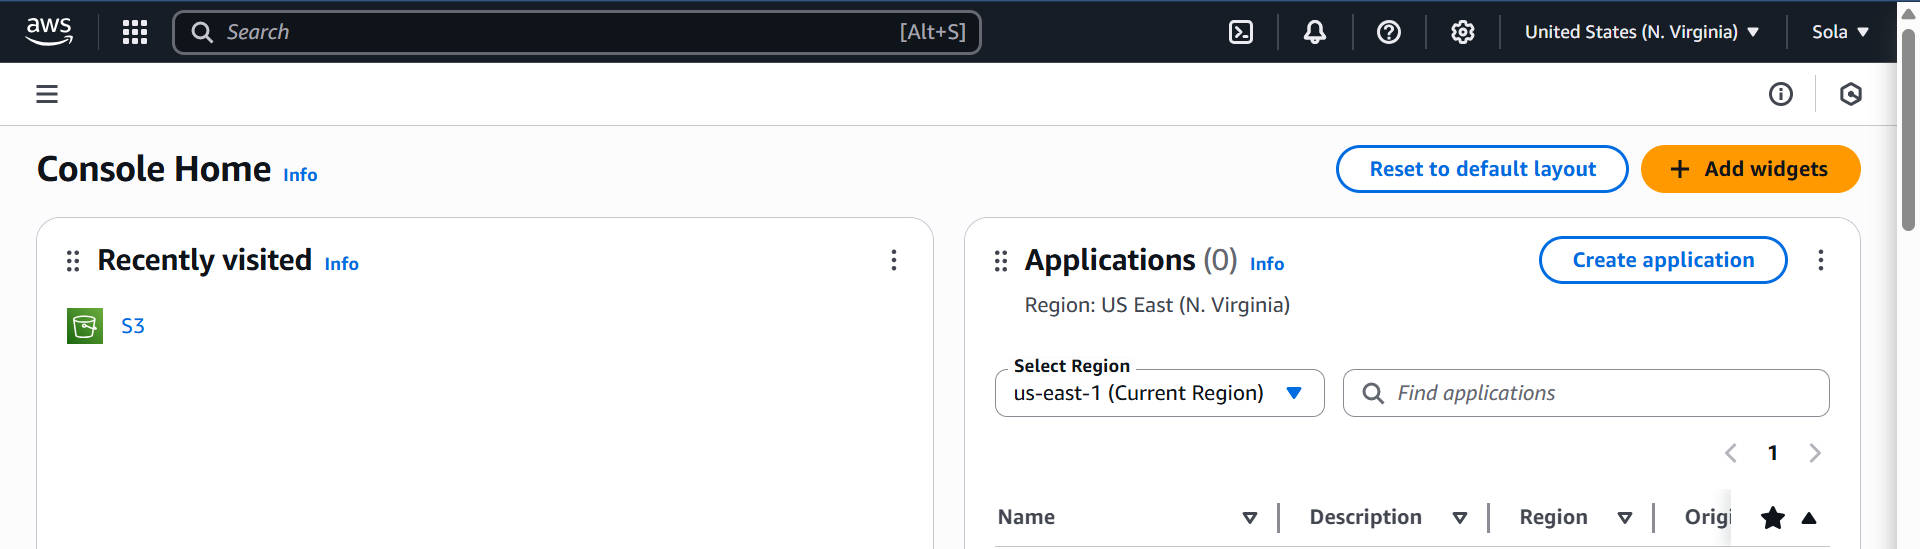 aws
Search [Alt+S]
United States (N. Virginia)
Sola
Console Home Info
Reset to default layout
+ Add widgets
Recently visited Info
S3
Applications (0) Info
Create application
Region: US East (N. Virginia)
Select Region
us-east-1 (Current Region)
Find applications
1
Name Description Region Origi